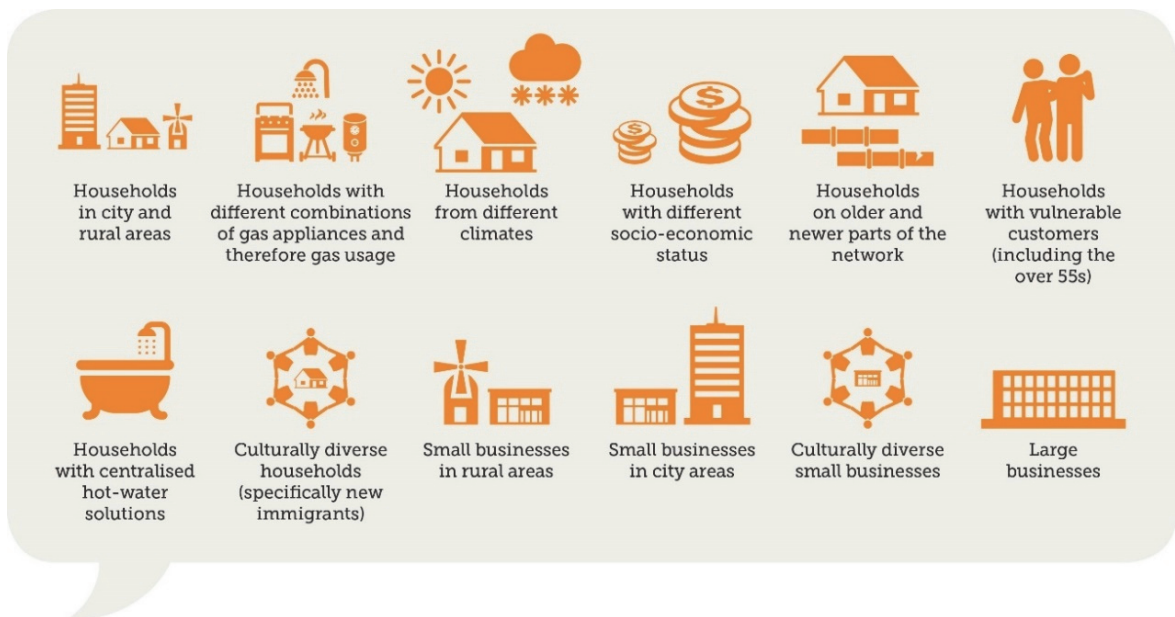 Households
in city and
rural areas
Households with
different combinations
of gas appliances and
therefore gas usage
Households
from different
climates
Households
with different
socio-economic
status
Households
on older and
newer parts of the
network
Households
with vulnerable
customers
(including the
over 55s)
Households
with centralised
hot-water
solutions
Culturally diverse
households
(specifically new
immigrants)
Small businesses
in rural areas
Small businesses
in city areas
Culturally diverse
small businesses
Large
businesses